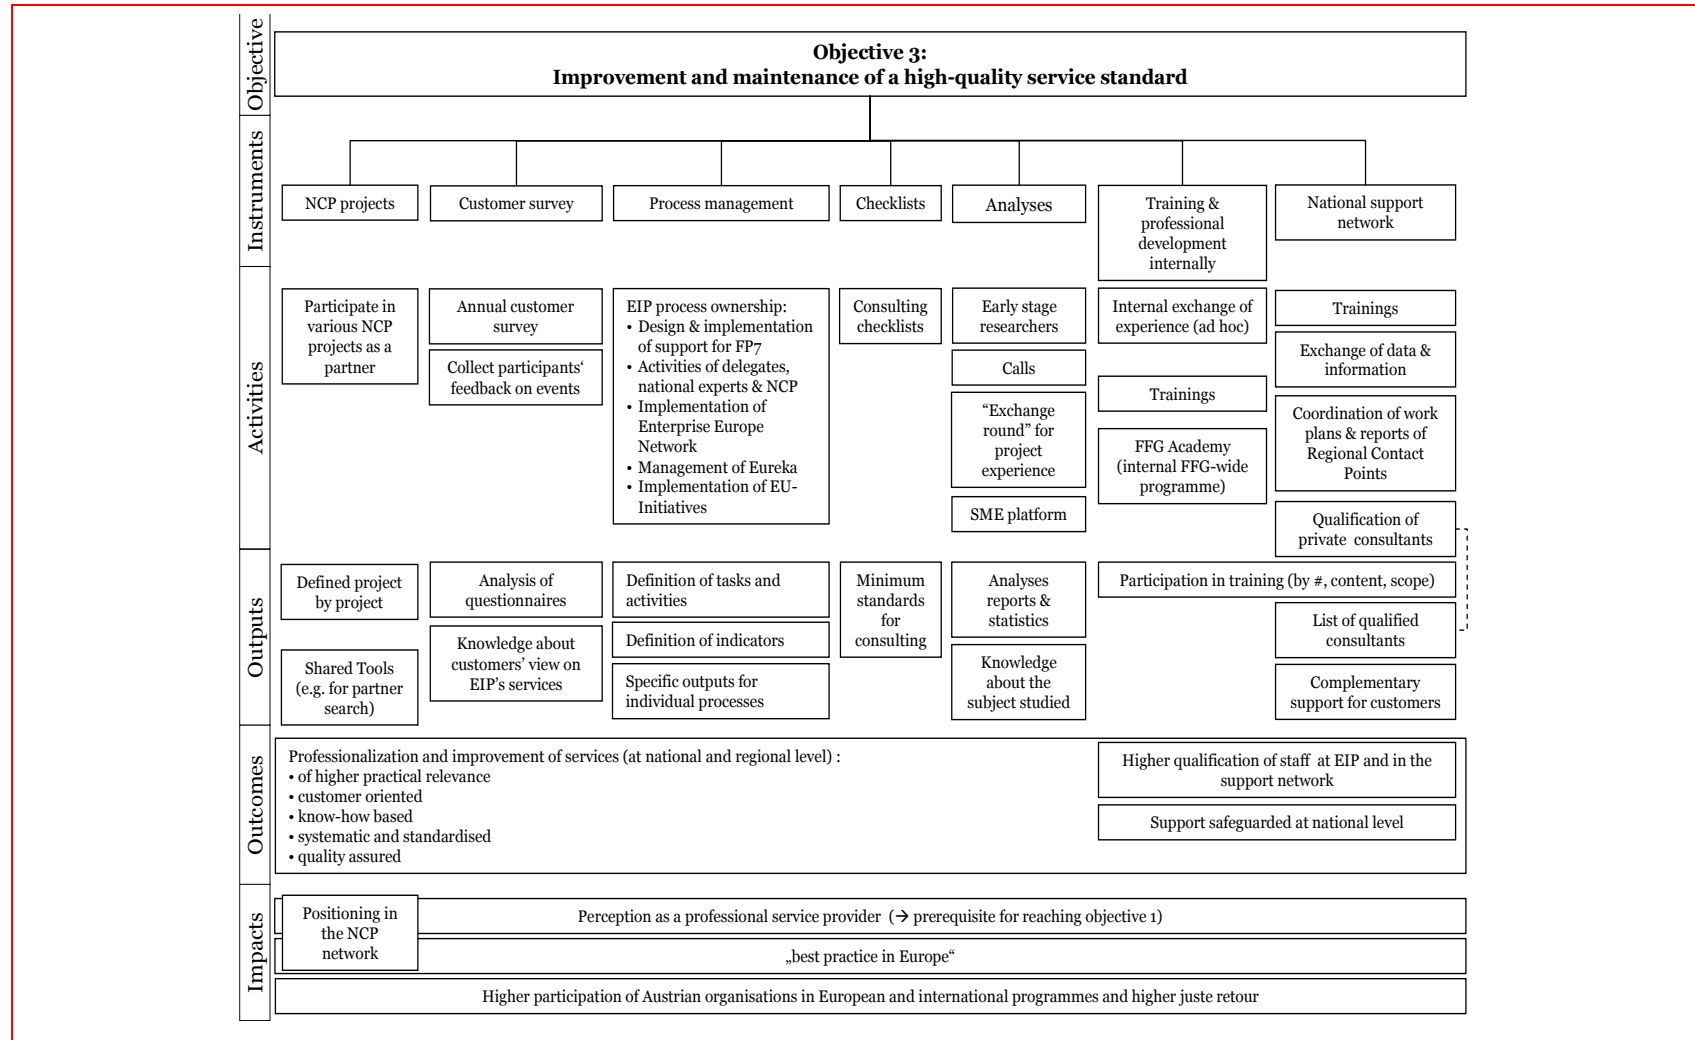 Objective
Objective 3:
Improvement and maintenance of a high-quality service standard
Instruments
NCP projects
Customer survey
Process management
Checklists
Analyses
Training &
professional
development
internally
National support
network
Activities
Participate in
various NCP
projects as a
partner
Annual customer
survey
Collect participants‘
feedback on events
EIP process ownership:
• Design & implementation
of support for FP7
• Activities of delegates,
national experts & NCP
• Implementation of
Enterprise Europe
Network
• Management of Eureka
• Implementation of EU-
Initiatives
Consulting
checklists
Early stage
researchers
Calls
“Exchange
round” for
project
experience
SME platform
Internal exchange of
experience (ad hoc)
Trainings
FFG Academy
(internal FFG-wide
programme)
Trainings
Exchange of data &
information
Coordination of work
plans & reports of
Regional Contact
Points
Qualification of
private consultants
Outputs
Defined project
by project
Shared Tools
(e.g. for partner
search)
Analysis of
questionnaires
Knowledge about
customers’ view on
EIP’s services
Definition of tasks and
activities
Definition of indicators
Specific outputs for
individual processes
Minimum
standards
for
consulting
Analyses
reports &
statistics
Knowledge
about the
subject studied
Participation in training (by #, content, scope)
List of qualified
consultants
Complementary
support for customers
Outcomes
Professionalization and improvement of services (at national and regional level) :
• of higher practical relevance
• customer oriented
• know-how based
• systematic and standardised
• quality assured
Higher qualification of staff at EIP and in the
support network
Support safeguarded at national level
Impacts
Positioning in
the NCP
network
Perception as a professional service provider (→ prerequisite for reaching objective 1)
„best practice in Europe“
Higher participation of Austrian organisations in European and international programmes and higher juste retour